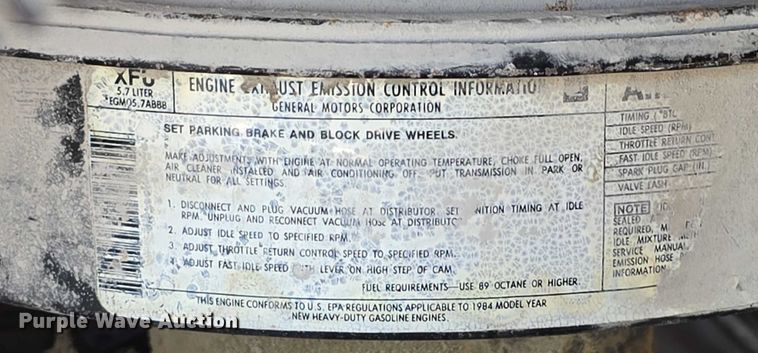 5.7 LITER
ENGINE EXHAUST EMISSION CONTROL INFORMATION
GENERAL MOTORS CORPORATION
SET PARKING BRAKE AND BLOCK DRIVE WHEELS.
MAKE ADJUSTMENTS WITH ENGINE AT NORMAL OPERATING TEMPERATURE, CHOKE FULL OPEN,
AIR CLEANER INSTALLED AND AIR CONDITIONING OFF. PUT TRANSMISSION IN PARK OR
NEUTRAL FOR ALL SETTINGS.
1. DISCONNECT AND PLUG VACUUM HOSE AT DISTRIBUTOR. SET IGNITION TIMING AT IDLE
RPM. UNPLUG AND RECONNECT VACUUM HOSE AT DISTRIBUTO
2. ADJUST IDLE SPEED TO SPECIFIED RPM.
3. ADJUST THROTTLE RETURN CONTROL SPEED TO SPECIFIED RPM.
4. ADJUST FAST IDLE SPEED WITH LEVER ON HIGH STEP OF CAM.
FUEL REQUIREMENTS—USE 89 OCTANE OR HIGHER
THIS ENGINE CONFORMS TO U.S. EPA REGULATIONS APPLICABLE TO 1984 MODEL YEAR
NEW HEAVY-DUTY GASOLINE ENGINES.
TIMING (°BTC
IDLE SPEED (RPM)
THROTTLE RETURN CONT
FAST IDLE SPEED (RPM)
SPARK PLUG GAP (IN.
VALVE LASH
NOTE
SEALED
REQUIRED,
IDLE MIXTURE
SERVICE MANUAL
EMISSION HOSE
INFORMATION
Purple Wave Auction